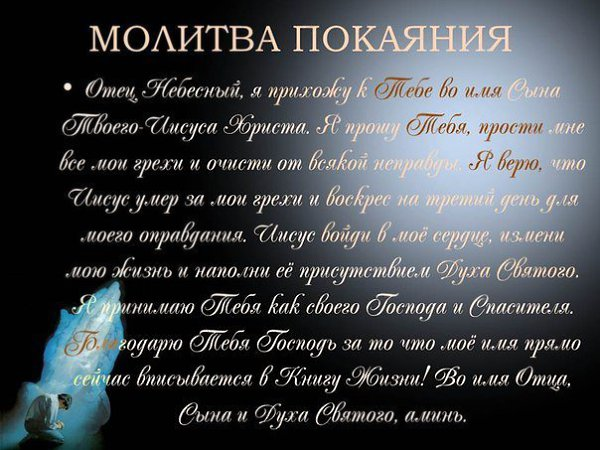 МОЛИТВА ПОКАЯНИЯ
• Отец Небесный, я прихожу к Тебе во имя Сына
Твоего-Иисуса Христа. Я прошу Тебя, прости мне
все мои грехи и очисти от всякой неправды. Я верю, что
Иисус умер за мои грехи и воскрес на третий день для
моего оправдания. Иисус войди в моё сердце, измени
мою жизнь и наполни её присутствием Духа Святого.
Я принимаю Тебя как своего Господа и Спасителя.
Благодарю Тебя Господь за то что моё имя прямо
сейчас вписывается в Книгу Жизни! Во имя Отца,
Сына и Духа Святого, аминь.